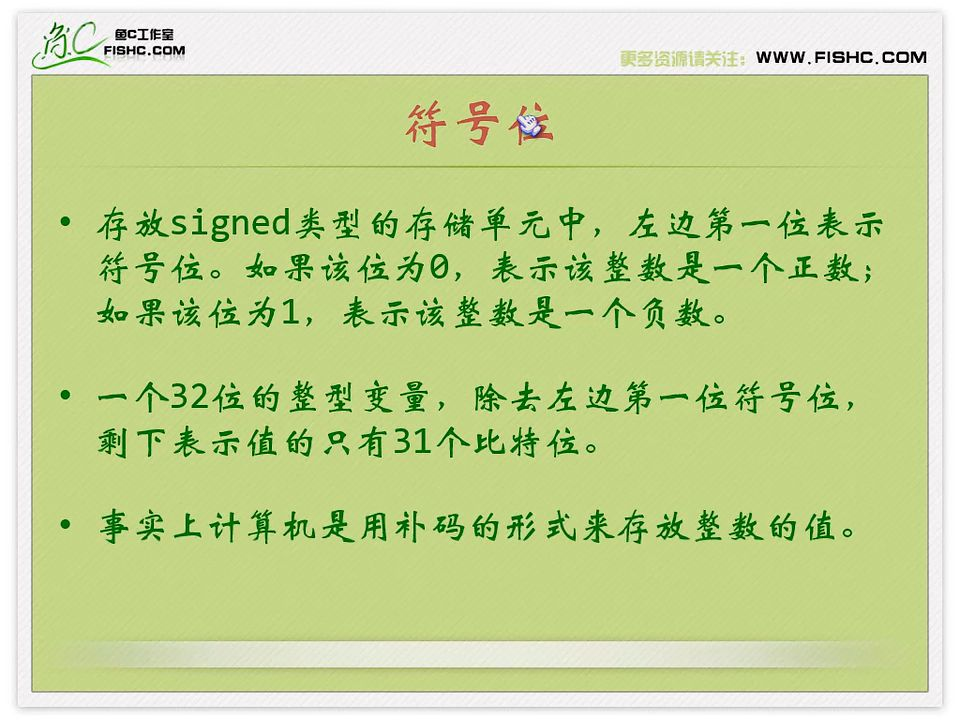 鱼C工作室
FISHC.COM
更多资源请关注：WWW.FISHC.COM
符号位
• 存放signed类型的存储单元中，左边第一位表示
符号位。如果该位为0，表示该整数是一个正数；
如果该位为1，表示该整数是一个负数。
• 一个32位的整型变量，除去左边第一位符号位，
剩下表示值的只有31个比特位。
• 事实上计算机是用补码的形式来存放整数的值。